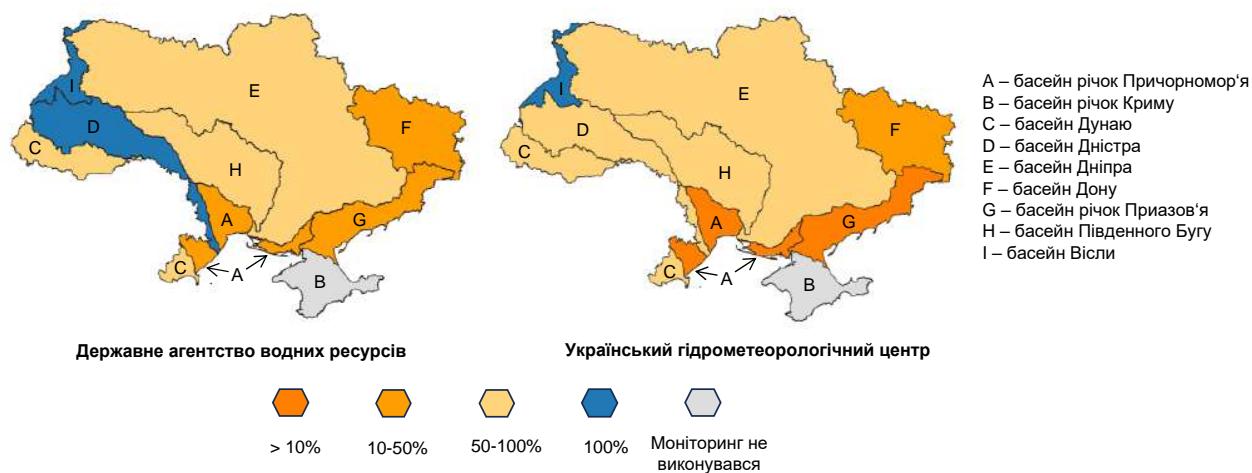 I
E
D
F
C
H
A
G
C
A
B
I
E
D
F
C
H
A
G
C
A
B
A – басейн річок Причорномор‘я
B – басейн річок Криму
C – басейн Дунаю
D – басейн Дністра
E – басейн Дніпра
F – басейн Дону
G – басейн річок Приазов‘я
H – басейн Південного Бугу
I – басейн Вісли
Державне агентство водних ресурсів
Український гідрометеорологічний центр
> 10%
10-50%
50-100%
100%
Моніторинг не
виконувався